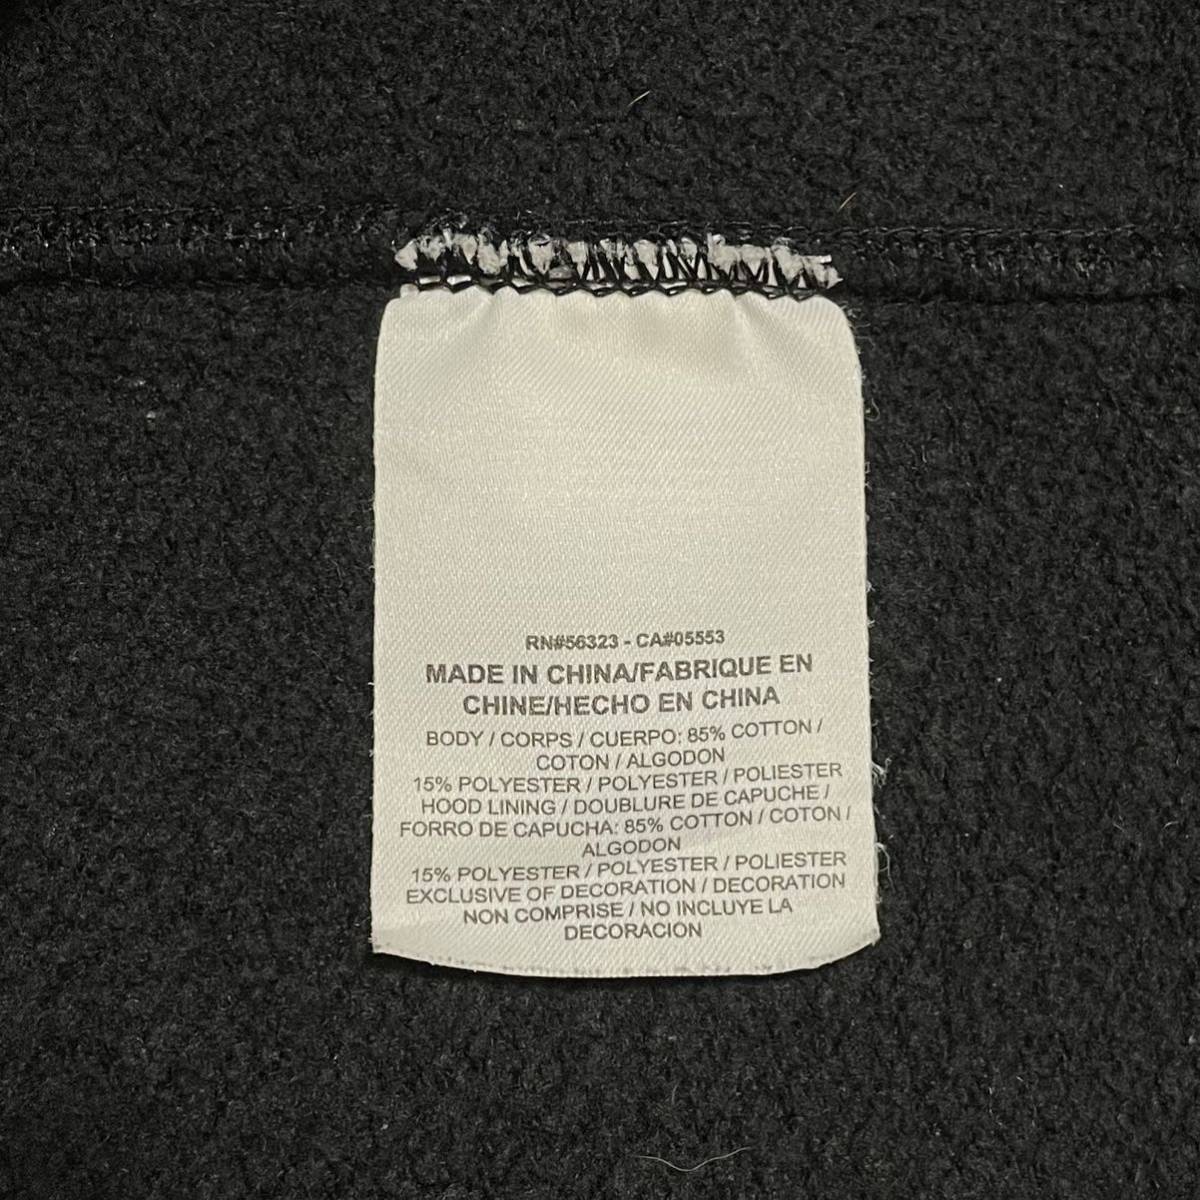 RN#56323 - CA#05553
MADE IN CHINA/FABRIQUE EN
CHINE/HECHO EN CHINA
BODY / CORPS / CUERPO: 85% COTTON /
COTON / ALGODON
15% POLYESTER / POLYESTER / POLIESTER
HOOD LINING / DOUBLURE DE CAPUCHE /
FORRO DE CAPUCHA: 85% COTTON / COTON /
ALGODON
15% POLYESTER / POLYESTER / POLIESTER
EXCLUSIVE OF DECORATION / DECORATION
NON COMPRISE / NO INCLUYE LA
DECORACION